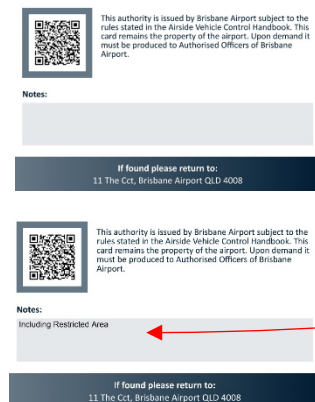 This authority is issued by Brisbane Airport subject to the
rules stated in the Airside Vehicle Control Handbook. This
card remains the property of the airport. Upon demand it
must be produced to Authorised Officers of Brisbane
Airport.
Notes:
If found please return to:
11 The Cct, Brisbane Airport QLD 4008
This authority is issued by Brisbane Airport subject to the
rules stated in the Airside Vehicle Control Handbook. This
card remains the property of the airport. Upon demand it
must be produced to Authorised Officers of Brisbane
Airport.
Notes:
Including Restricted Area
If found please return to:
11 The Cct, Brisbane Airport QLD 4008